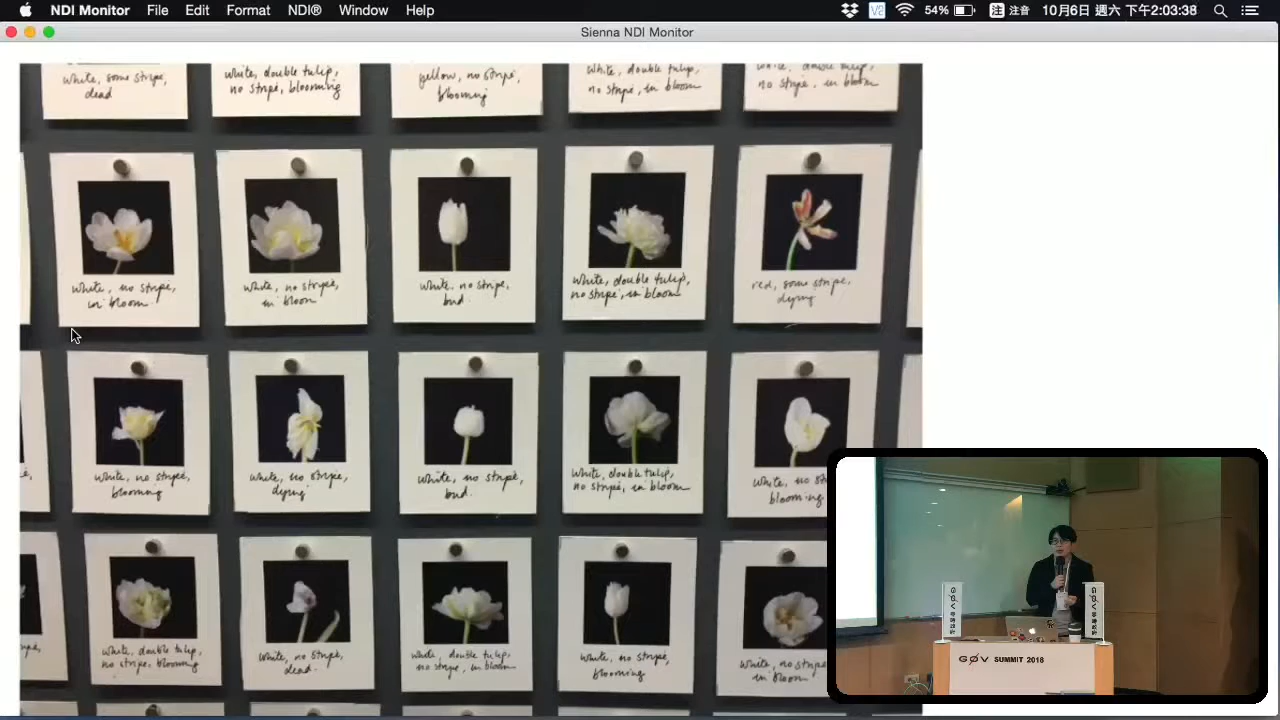 NDI Monitor File Edit Format NDI® Window Help
V2 54% 注 注音 10月6日 週六 下午2:03:38
Sienna NDI Monitor
white, some stripe,
dead
white, double tulip,
no stripe, blooming
yellow, no stripe,
blooming
white, double tulip,
no stripe, in bloom
white, double tulip,
no stripe, in bloom
white, no stripe,
in bloom
white, no stripe,
in bloom
white, no stripe,
bud.
white, double tulip,
no stripe, in bloom
red, some stripe,
dying
white, no stripe,
blooming
white, no stripe,
dying
white, no stripe,
bud.
white, double tulip,
no stripe, in bloom
white, no st
blooming
white, double tulip,
no stripe, blooming
white, no stripe,
dead.
white, double tulip,
no stripe, in bloom
white, no stripe,
blooming
white, no stripe
in bloom
GØV SUMMIT 2018